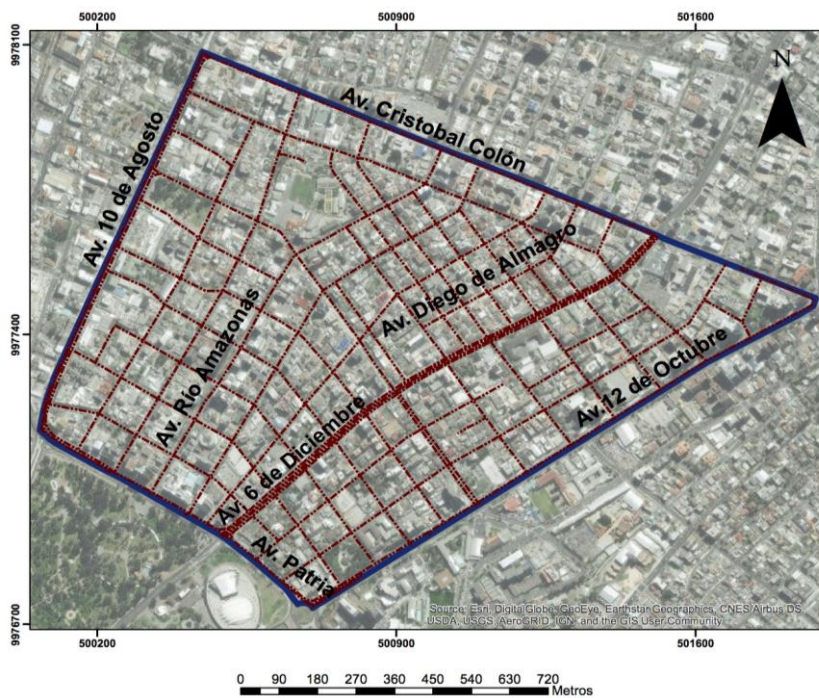 500200 500900 501600
9978100
N
Av. Cristobal Colón
Av. 10 de Agosto
Av. Diego de Almagro
9977400
Av. Rio Amazonas
Av.12 de Octubre
Av. 6 de Diciembre
Av. Patria
Source: Esri, DigitalGlobe, GeoEye, Earthstar Geographics, CNES/Airbus DS,
USDA, USGS, AeroGRID, IGN, and the GIS User Community
9976700
500200 500900 501600
0 90 180 270 360 450 540 630 720
Metros